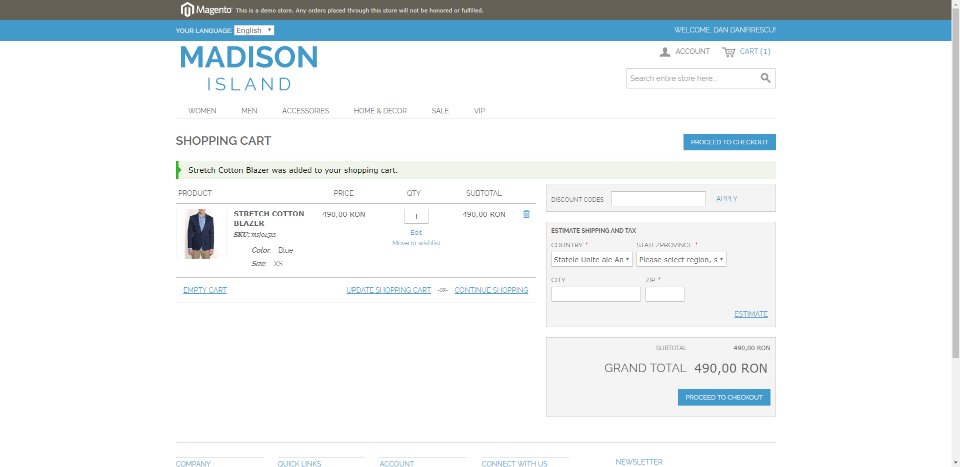 Magento This is a demo store. Any orders placed through this store will not be honored or fulfilled.
YOUR LANGUAGE: English WELCOME, DAN DANFIRESCU!
MADISON
ISLAND
ACCOUNT CART (1)
Search entire store here...
WOMEN MEN ACCESSORIES HOME & DECOR SALE VIP
SHOPPING CART
PROCEED TO CHECKOUT
Stretch Cotton Blazer was added to your shopping cart.
PRODUCT PRICE QTY SUBTOTAL
STRETCH COTTON BLAZER 490,00 RON 1 490,00 RON
SKU: msj012xs
Edit
Move to wishlist
Color: Blue
Size: XS
EMPTY CART UPDATE SHOPPING CART -OR- CONTINUE SHOPPING
DISCOUNT CODES APPLY
ESTIMATE SHIPPING AND TAX
COUNTRY * STATE/PROVINCE *
Statele Unite ale Am Please select region, s
CITY ZIP *
ESTIMATE
SUBTOTAL 490,00 RON
GRAND TOTAL 490,00 RON
PROCEED TO CHECKOUT
COMPANY QUICK LINKS ACCOUNT CONNECT WITH US NEWSLETTER